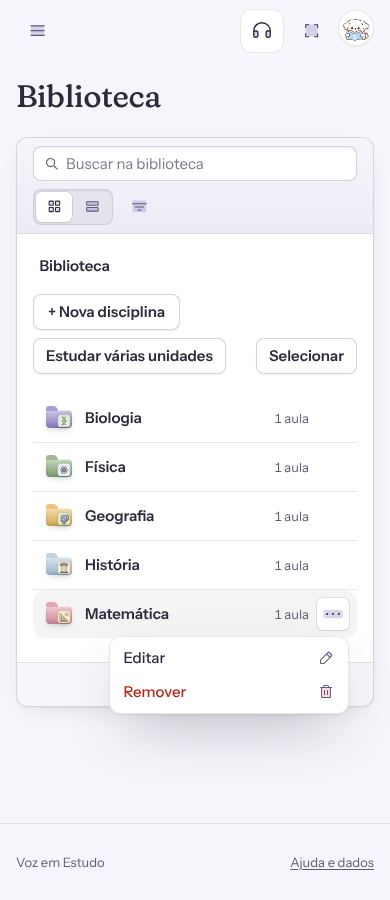 Biblioteca
Buscar na biblioteca
Biblioteca
+ Nova disciplina
Estudar várias unidades
Selecionar
Biologia 1 aula
Física 1 aula
Geografia 1 aula
História 1 aula
Matemática 1 aula
Editar
Remover
Voz em Estudo
Ajuda e dados